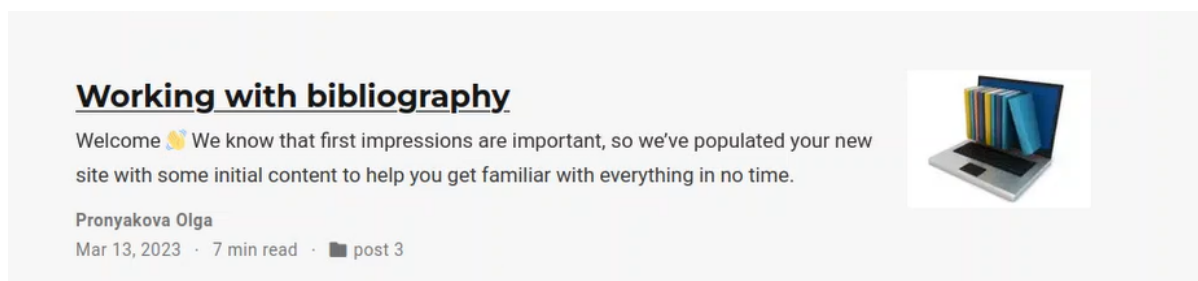 Working with bibliography
Welcome 👋 We know that first impressions are important, so we've populated your new
site with some initial content to help you get familiar with everything in no time.
Pronyakova Olga
Mar 13, 2023 · 7 min read · post 3